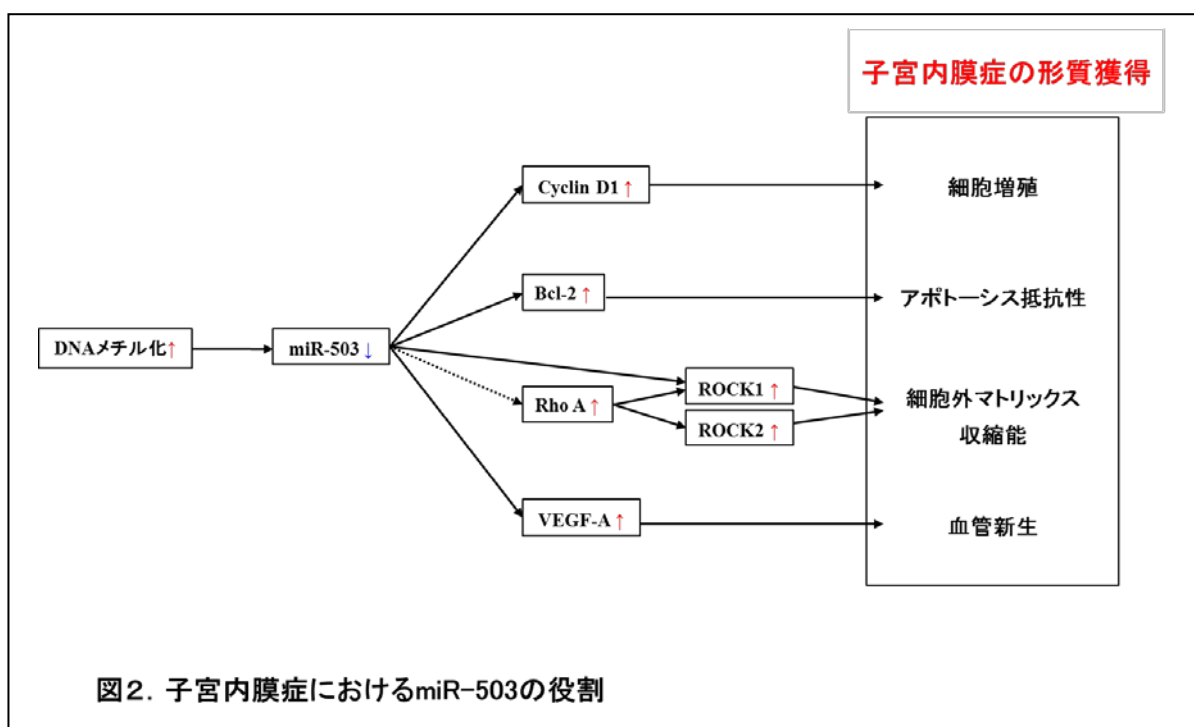 子宮内膜症の形質獲得
Cyclin D1 ↑
細胞増殖
Bcl-2 ↑
アポトーシス抵抗性
DNAメチル化↑
miR-503 ↓
Rho A ↑
ROCK1 ↑
ROCK2 ↑
細胞外マトリックス
収縮能
VEGF-A ↑
血管新生
図2. 子宮内膜症におけるmiR-503の役割